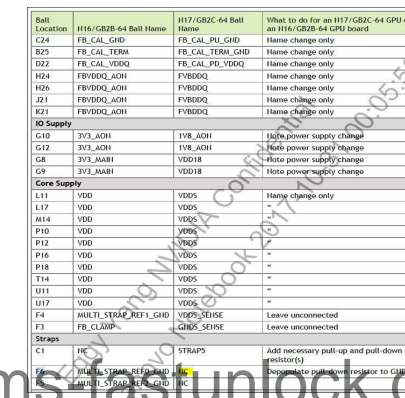 Ball Location N16/GB2B-64 Ball Name N17/GB2C-64 Ball Name What to do for an N17/GB2C-64 GPU an N16/GB2B-64 GPU board
C24 FB_CAL_GND FB_CAL_PU_GND Name change only
B25 FB_CAL_TERM FB_CAL_TERM_GND Name change only
D22 FB_CAL_VDDQ FB_CAL_PD_VDDQ Name change only
H24 FBVDDQ_AON FVBDDQ Name change only
H26 FBVDDQ_AON FVBDDQ Name change only
J21 FBVDDQ_AON FVBDDQ Name change only
K21 FBVDDQ_AON FVBDDQ Name change only
IO Supply
G10 3V3_AON 1V8_AON Note power supply change
G12 3V3_AON 1V8_AON Note power supply change
G8 3V3_MAIN VDD18 Note power supply change
G9 3V3_MAIN VDD18 Note power supply change
Core Supply
L11 VDD VDDS Name change only
L17 VDD VDDS "
M14 VDD VDDS "
P10 VDD VDDS "
P12 VDD VDDS "
P16 VDD VDDS "
P18 VDD VDDS "
T14 VDD VDDS "
U11 VDD VDDS "
U17 VDD VDDS "
F4 MULTI_STRAP_REF1_GND VDDS_SENSE Leave unconnected
F3 FB_CLAMP GNDS_SENSE Leave unconnected
Straps
C1 NC STRAP5 Add necessary pull-up and pull-down resistor(s)
F6 MULTI_STRAP_REF0_GND NC Depopulate pull-down resistor to
F5 MULTI_STRAP_REF2_GND NC